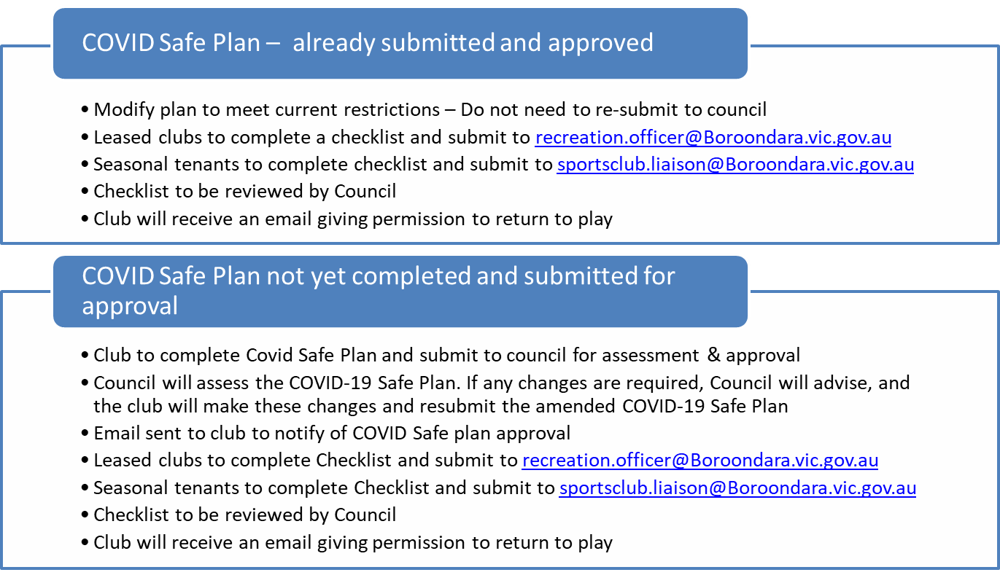 COVID Safe Plan – already submitted and approved
• Modify plan to meet current restrictions – Do not need to re-submit to council
• Leased clubs to complete a checklist and submit to recreation.officer@Boroondara.vic.gov.au
• Seasonal tenants to complete checklist and submit to sportsclub.liaison@Boroondara.vic.gov.au
• Checklist to be reviewed by Council
• Club will receive an email giving permission to return to play
COVID Safe Plan not yet completed and submitted for
approval
• Club to complete Covid Safe Plan and submit to council for assessment & approval
• Council will assess the COVID-19 Safe Plan. If any changes are required, Council will advise, and
the club will make these changes and resubmit the amended COVID-19 Safe Plan
• Email sent to club to notify of COVID Safe plan approval
• Leased clubs to complete Checklist and submit to recreation.officer@Boroondara.vic.gov.au
• Seasonal tenants to complete Checklist and submit to sportsclub.liaison@Boroondara.vic.gov.au
• Checklist to be reviewed by Council
• Club will receive an email giving permission to return to play